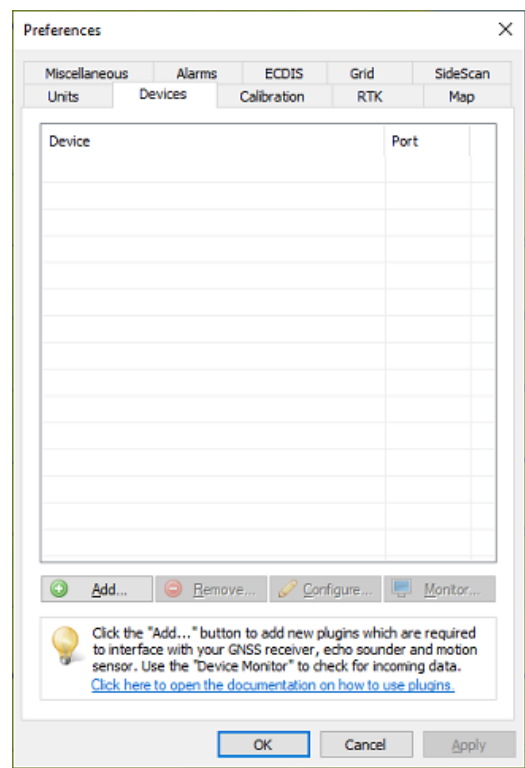 Preferences
Miscellaneous Alarms ECDIS Grid SideScan
Units Devices Calibration RTK Map
Device Port
Add... Remove... Configure... Monitor...
Click the "Add..." button to add new plugins which are required
to interface with your GNSS receiver, echo sounder and motion
sensor. Use the "Device Monitor" to check for incoming data.
Click here to open the documentation on how to use plugins.
OK Cancel Apply